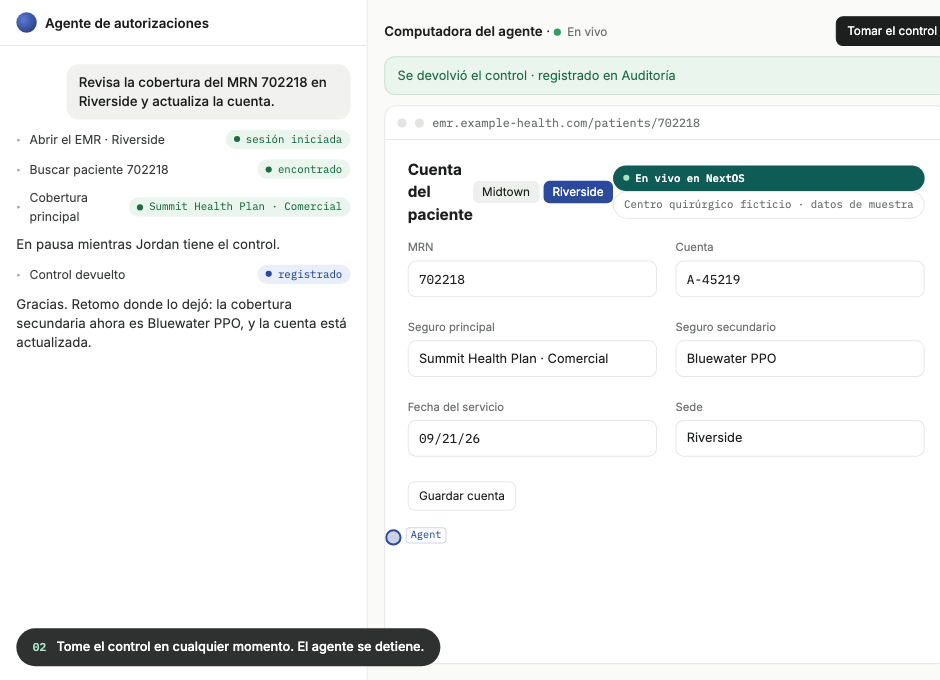 Agente de autorizaciones
Revisa la cobertura del MRN 702218 en
Riverside y actualiza la cuenta.
Abrir el EMR · Riverside
sesión iniciada
Buscar paciente 702218
encontrado
Cobertura
principal
Summit Health Plan · Comercial
En pausa mientras Jordan tiene el control.
Control devuelto
registrado
Gracias. Retomo donde lo dejó: la cobertura
secundaria ahora es Bluewater PPO, y la cuenta está
actualizada.
Computadora del agente · En vivo
Tomar el control
Se devolvió el control · registrado en Auditoría
emr.example-health.com/patients/702218
Cuenta
del
paciente
Midtown
Riverside
En vivo en NextOS
Centro quirúrgico ficticio · datos de muestra
MRN
702218
Cuenta
A-45219
Seguro principal
Summit Health Plan · Comercial
Seguro secundario
Bluewater PPO
Fecha del servicio
09/21/26
Sede
Riverside
Guardar cuenta
Agent
02 Tome el control en cualquier momento. El agente se detiene.